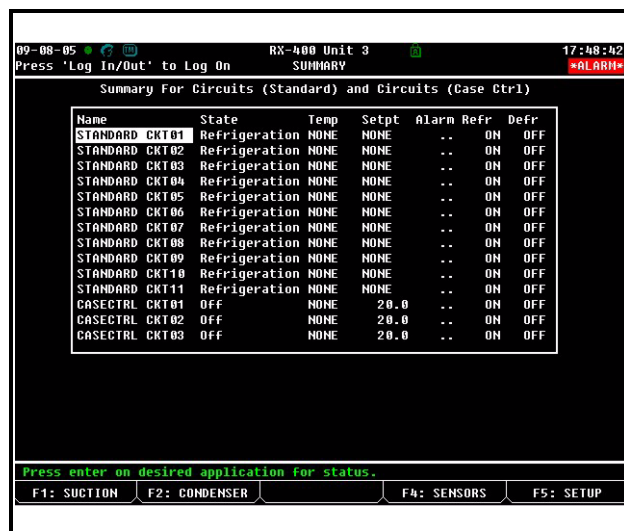 09-08-05 RX-400 Unit 3 17:48:42
Press 'Log In/Out' to Log On SUMMARY *ALARM*
Summary For Circuits (Standard) and Circuits (Case Ctrl)
Name State Temp Setpt Alarm Refr Defr
STANDARD CKT01 Refrigeration NONE NONE .. ON OFF
STANDARD CKT02 Refrigeration NONE NONE .. ON OFF
STANDARD CKT03 Refrigeration NONE NONE .. ON OFF
STANDARD CKT04 Refrigeration NONE NONE .. ON OFF
STANDARD CKT05 Refrigeration NONE NONE .. ON OFF
STANDARD CKT06 Refrigeration NONE NONE .. ON OFF
STANDARD CKT07 Refrigeration NONE NONE .. ON OFF
STANDARD CKT08 Refrigeration NONE NONE .. ON OFF
STANDARD CKT09 Refrigeration NONE NONE .. ON OFF
STANDARD CKT10 Refrigeration NONE NONE .. ON OFF
STANDARD CKT11 Refrigeration NONE NONE .. ON OFF
CASECTRL CKT01 Off NONE 20.0 .. ON OFF
CASECTRL CKT02 Off NONE 20.0 .. ON OFF
CASECTRL CKT03 Off NONE 20.0 .. ON OFF
Press enter on desired application for status.
F1: SUCTION F2: CONDENSER F4: SENSORS F5: SETUP